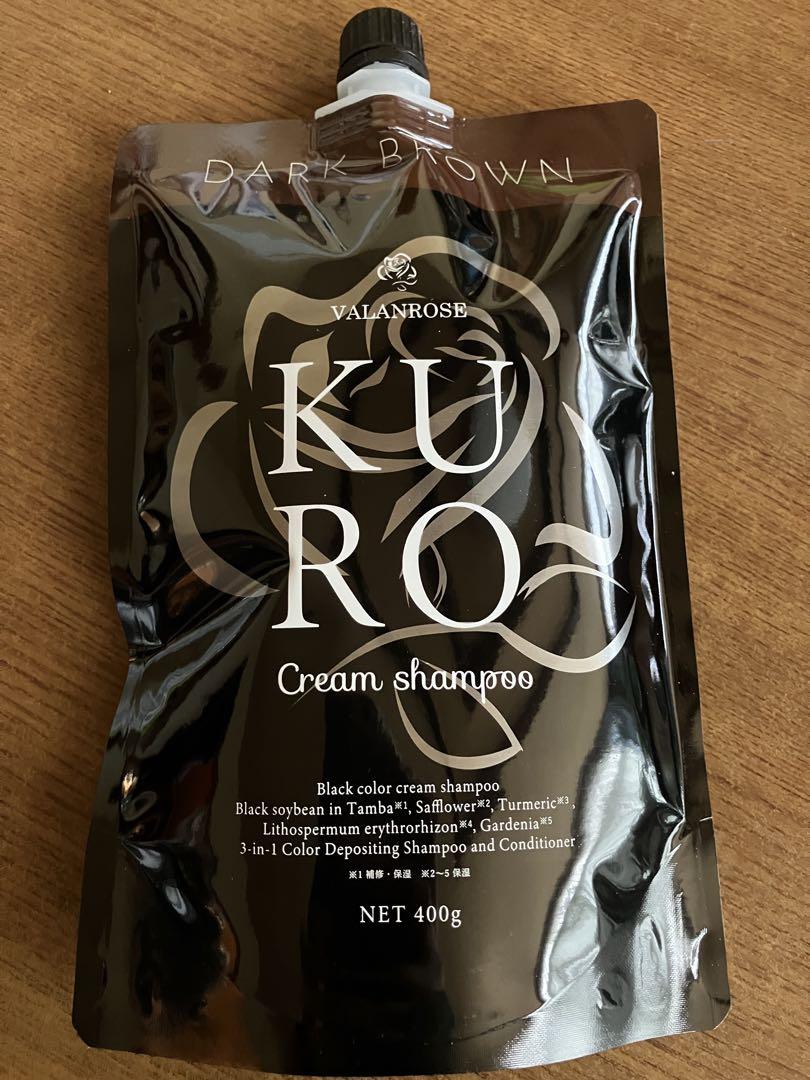 DARK BROWN
VALANROSE
KU
RO
Cream shampoo
Black color cream shampoo
Black soybean in Tamba※1, Safflower※2, Turmeric※3,
Lithospermum erythrorhizon※4, Gardenia※5
3-in-1 Color Depositing Shampoo and Conditioner
※1 補修・保湿 ※2～5 保湿
NET 400g